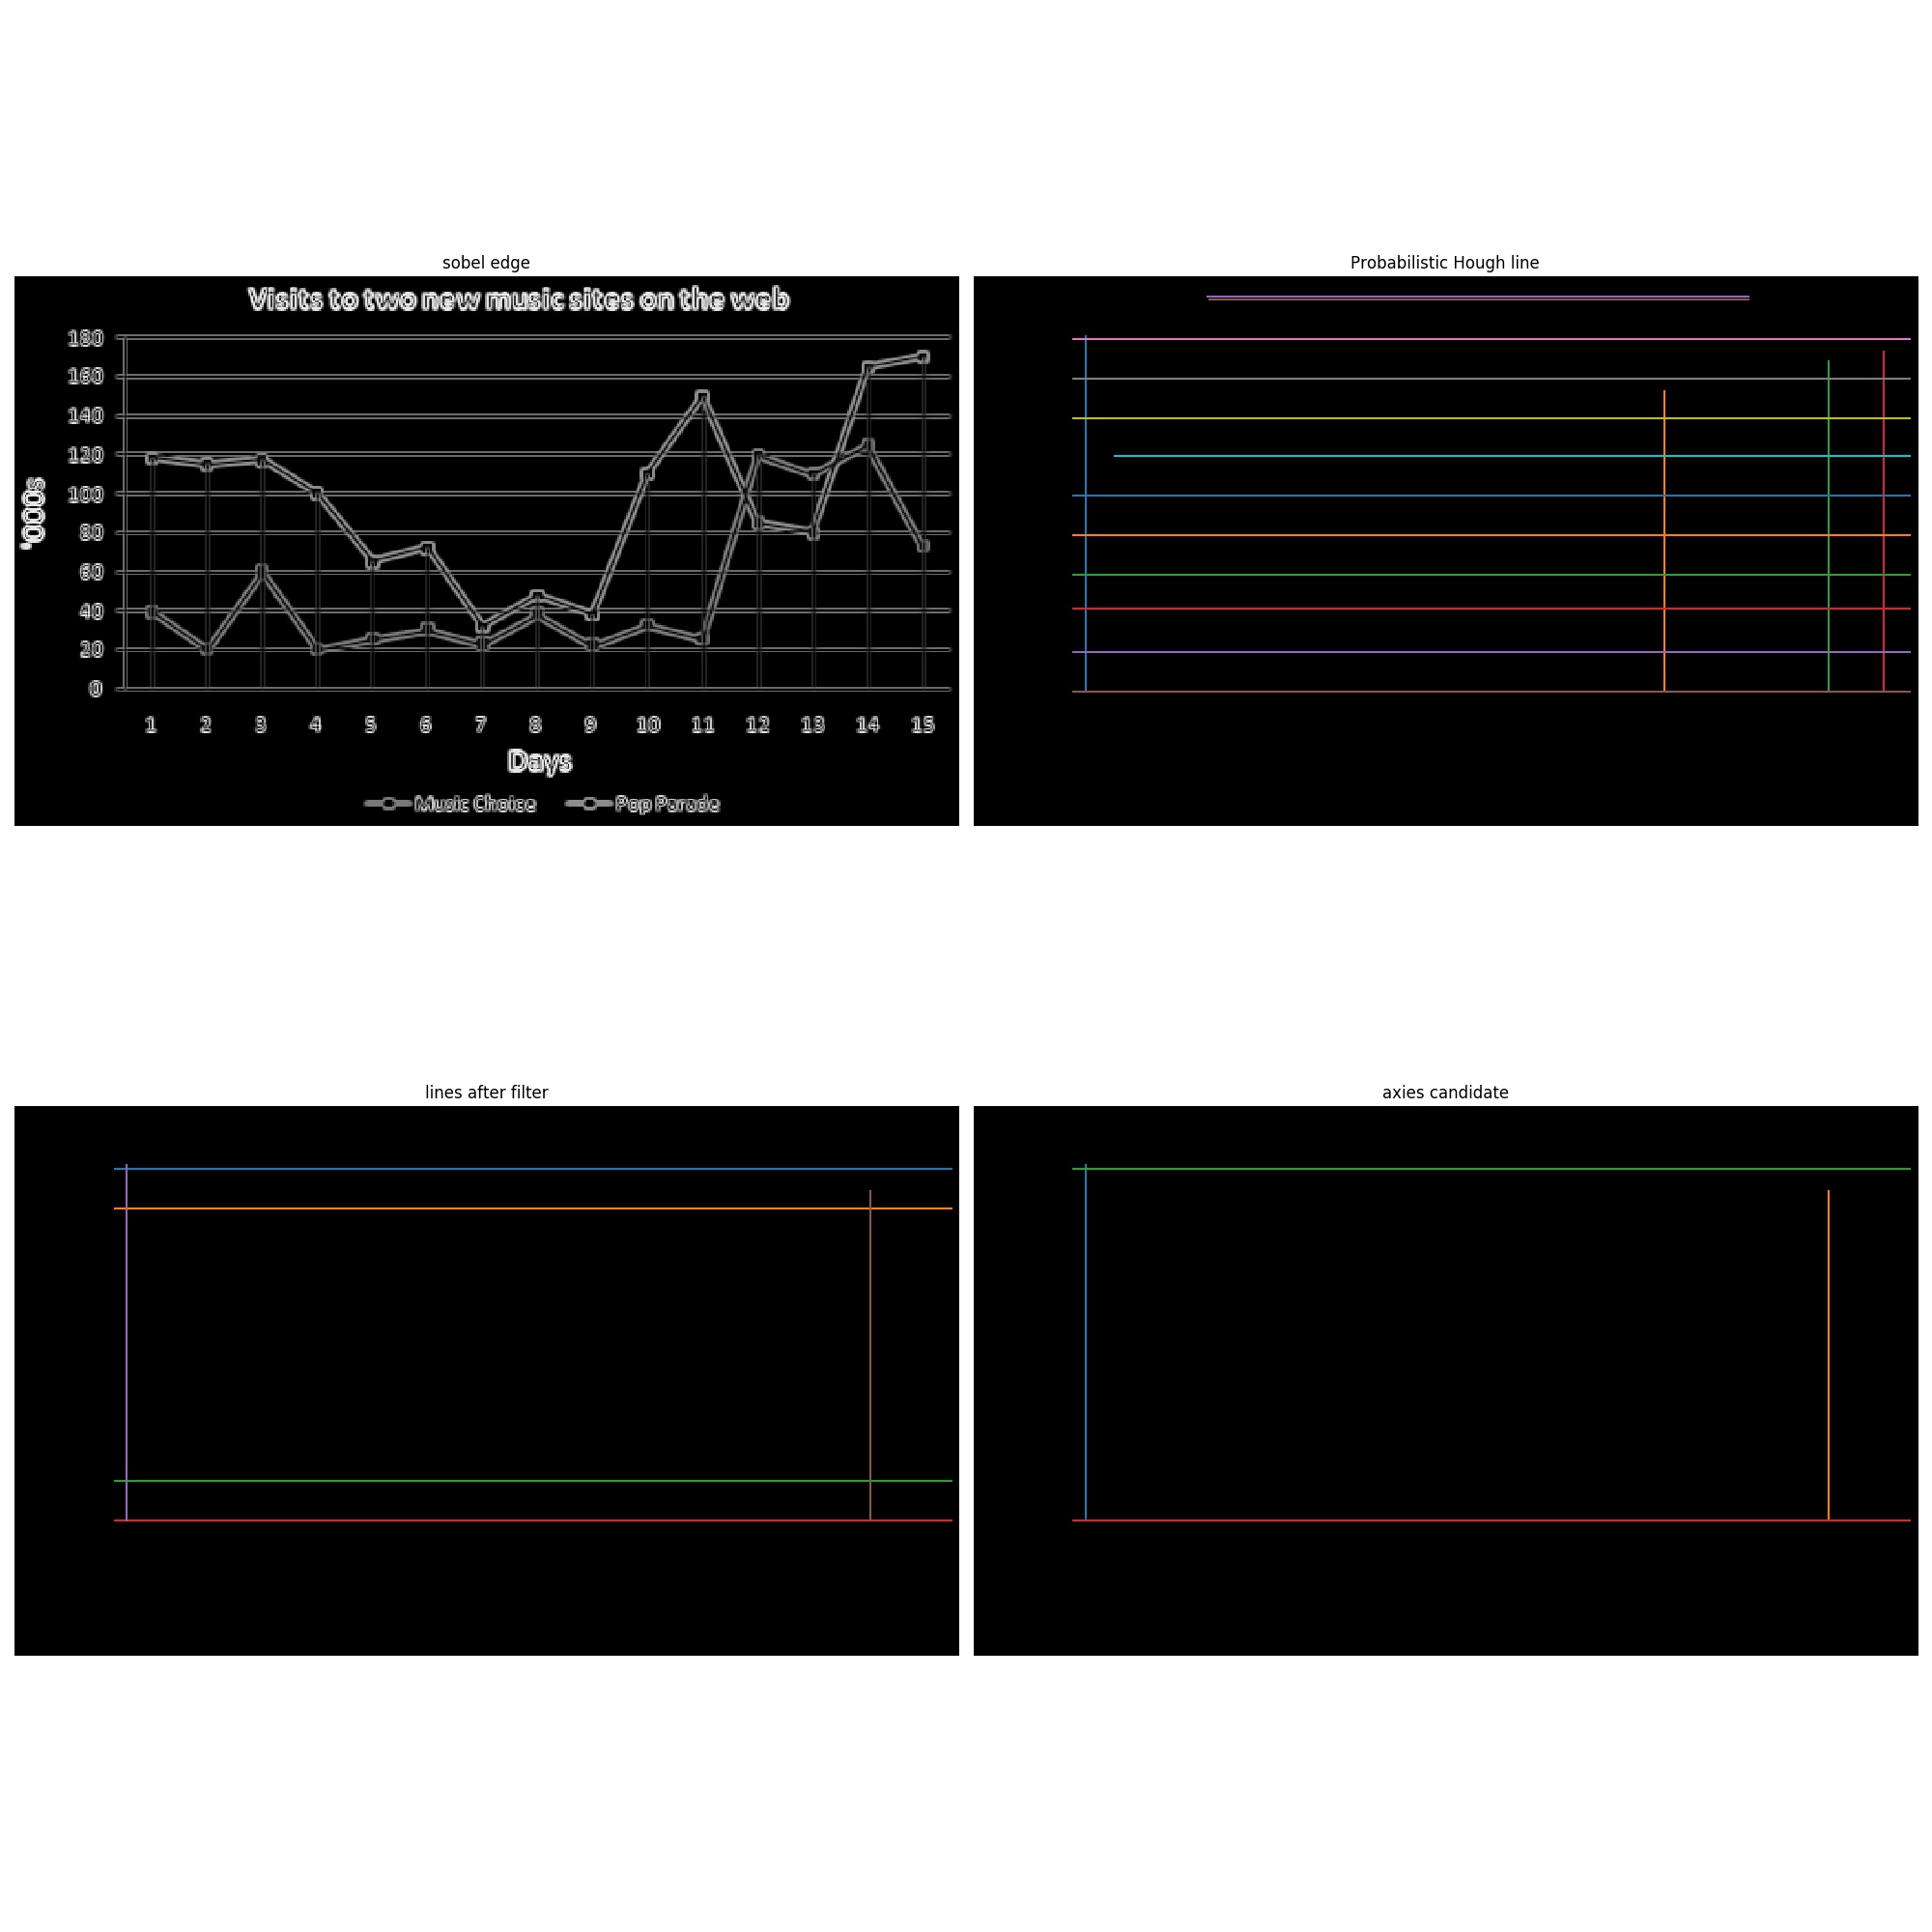 sobel edge
Visits to two new music sites on the web
180
160
140
120
100
80
60
40
20
0
'000s
1 2 3 4 5 6 7 8 9 10 11 12 13 14 15
Days
Music Choice Pop Parade
Probabilistic Hough line
lines after filter
axies candidate